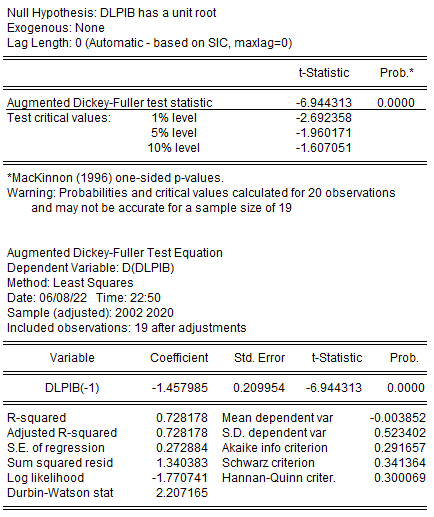 Null Hypothesis: DLPIB has a unit root
Exogenous: None
Lag Length: 0 (Automatic - based on SIC, maxlag=0)
t-Statistic Prob.*
Augmented Dickey-Fuller test statistic -6.944313 0.0000
Test critical values: 1% level -2.692358
5% level -1.960171
10% level -1.607051
*MacKinnon (1996) one-sided p-values.
Warning: Probabilities and critical values calculated for 20 observations
and may not be accurate for a sample size of 19
Augmented Dickey-Fuller Test Equation
Dependent Variable: D(DLPIB)
Method: Least Squares
Date: 06/08/22 Time: 22:50
Sample (adjusted): 2002 2020
Included observations: 19 after adjustments
Variable Coefficient Std. Error t-Statistic Prob.
DLPIB(-1) -1.457985 0.209954 -6.944313 0.0000
R-squared 0.728178 Mean dependent var -0.003852
Adjusted R-squared 0.728178 S.D. dependent var 0.523402
S.E. of regression 0.272884 Akaike info criterion 0.291657
Sum squared resid 1.340383 Schwarz criterion 0.341364
Log likelihood -1.770741 Hannan-Quinn criter. 0.300069
Durbin-Watson stat 2.207165